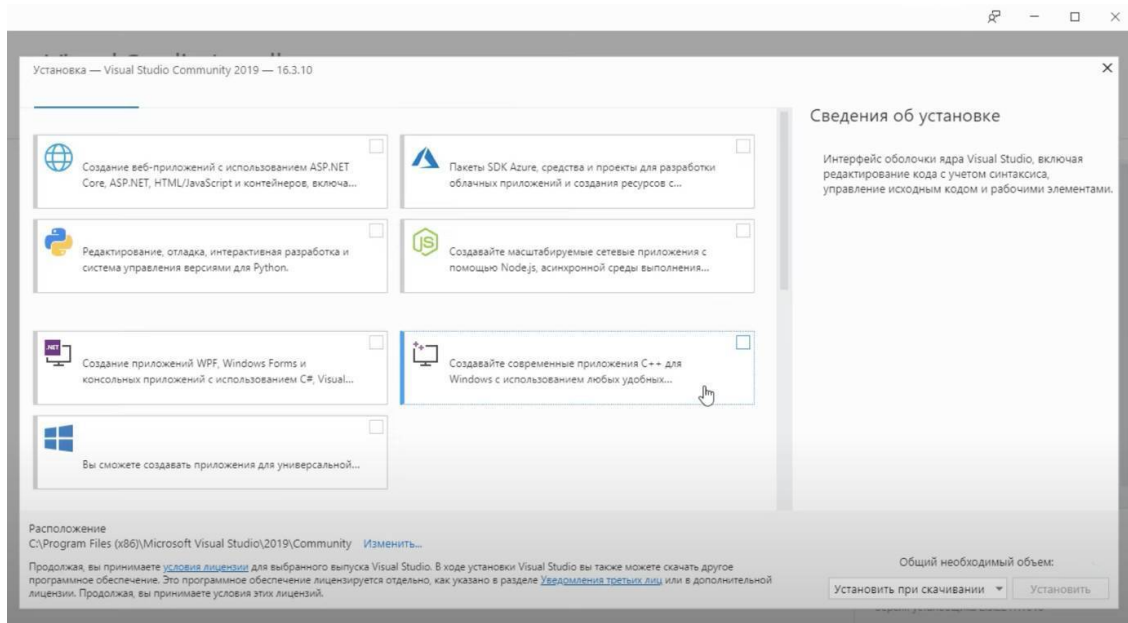 Установка — Visual Studio Community 2019 — 16.3.10
Создание веб-приложений с использованием ASP.NET
Core, ASP.NET, HTML/JavaScript и контейнеров, включа...
Пакеты SDK Azure, средства и проекты для разработки
облачных приложений и создания ресурсов с...
Редактирование, отладка, интерактивная разработка и
система управления версиями для Python.
JS
Создавайте масштабируемые сетевые приложения с
помощью Node.js, асинхронной среды выполнения...
.NET
Создание приложений WPF, Windows Forms и
консольных приложений с использованием C#, Visual...
Создавайте современные приложения C++ для
Windows с использованием любых удобных...
Вы сможете создавать приложения для универсальной...
Сведения об установке
Интерфейс оболочки ядра Visual Studio, включая
редактирование кода с учетом синтаксиса,
управление исходным кодом и рабочими элементами.
Расположение
C:\Program Files (x86)\Microsoft Visual Studio\2019\Community Изменить...
Продолжая, вы принимаете условия лицензии для выбранного выпуска Visual Studio. В ходе установки Visual Studio вы также можете скачать другое
программное обеспечение. Это программное обеспечение лицензируется отдельно, как указано в разделе Уведомления третьих лиц или в дополнительной
лицензии. Продолжая, вы принимаете условия этих лицензий.
Общий необходимый объем:
Установить при скачивании
Установить